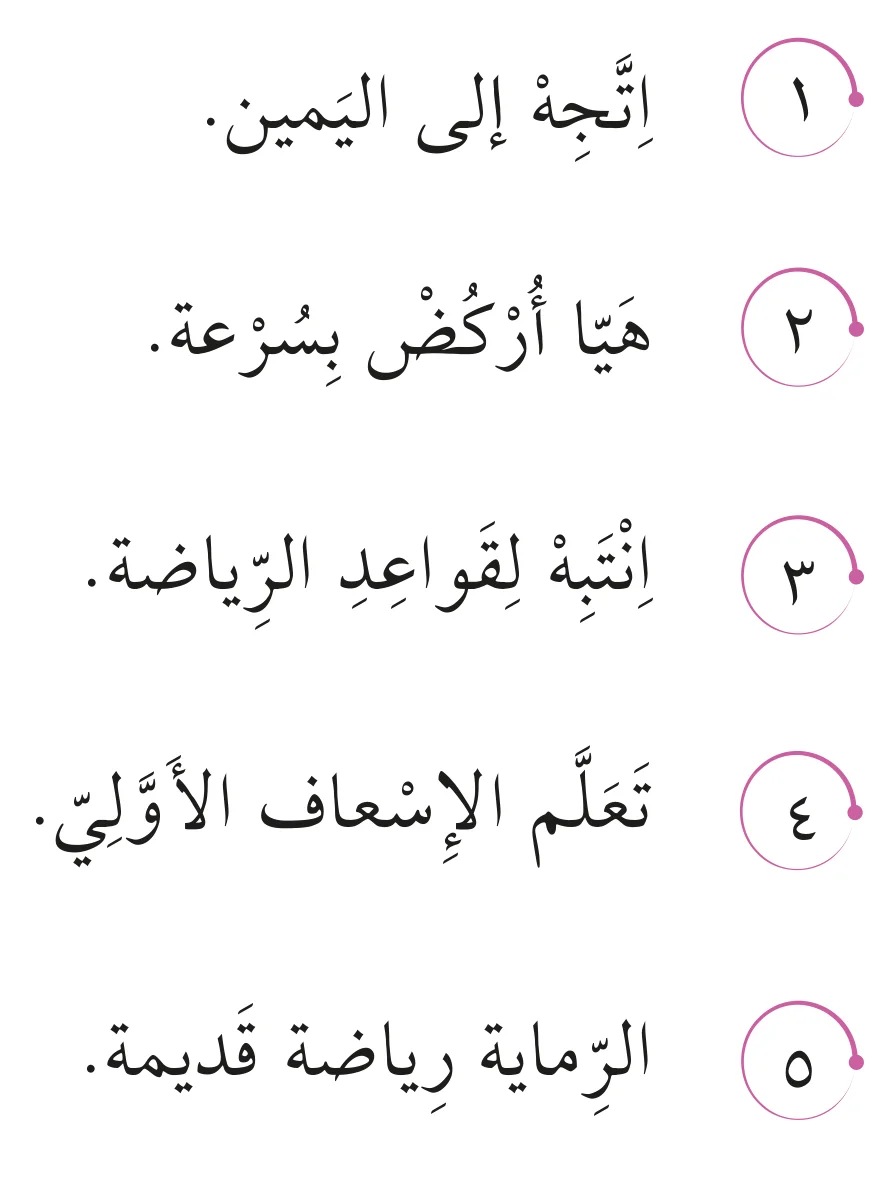 ١ اِتَّجِهْ إلى اليَمين.
٢ هَيّا أُرْكُضْ بِسُرْعة.
٣ اِنْتَبِهْ لِقَواعِدِ الرِّياضة.
٤ تَعَلَّم الإِسْعاف الأَوَّلِيّ.
٥ الرِّماية رِياضة قَديمة.